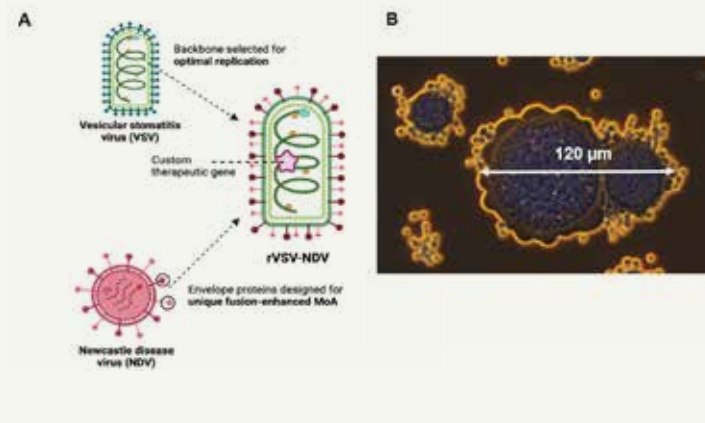 A
Backbone selected for
optimal replication
Vesicular stomatitis
virus (VSV)
Custom
therapeutic gene
rVSV-NDV
Envelope proteins designed for
unique fusion-enhanced MoA
Newcastle disease
virus (NDV)
B
120 µm